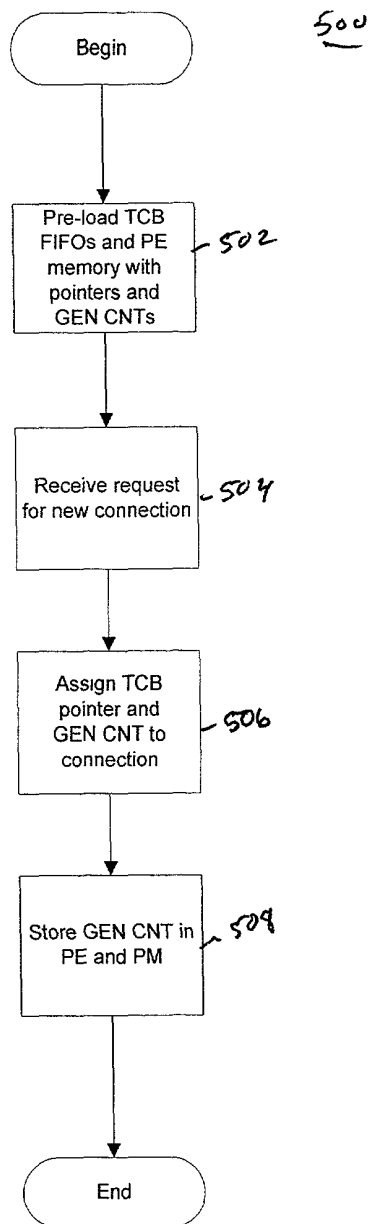 Begin
500
Pre-load TCB
FIFOs and PE
memory with
pointers and
GEN CNTs
502
Receive request
for new connection
504
Assign TCB
pointer and
GEN CNT to
connection
506
Store GEN CNT in
PE and PM
508
End